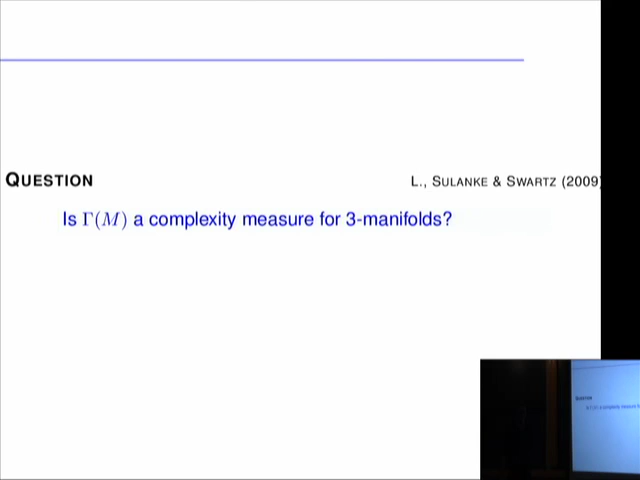 QUESTION L., SULANKE & SWARTZ (2009)
Is Γ(M) a complexity measure for 3-manifolds?